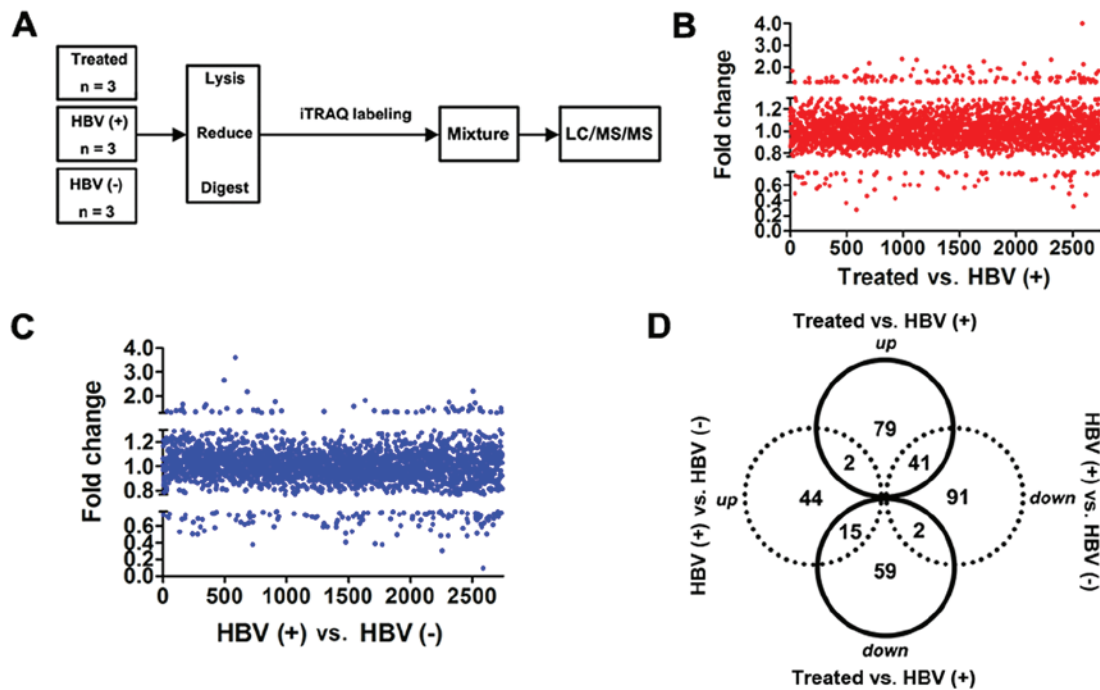 A
Treated
n = 3
HBV (+)
n = 3
HBV (-)
n = 3
Lysis
Reduce
Digest
iTRAQ labeling
Mixture
LC/MS/MS
B
Fold change
4.0
3.0
2.0
1.2
1.0
0.8
0.6
0.4
0.2
0.0
0 500 1000 1500 2000 2500
Treated vs. HBV (+)
C
Fold change
4.0
3.0
2.0
1.2
1.0
0.8
0.6
0.4
0.2
0.0
0 500 1000 1500 2000 2500
HBV (+) vs. HBV (-)
D
Treated vs. HBV (+)
up
79
2 41
HBV (+) vs. HBV (-)
up
44 91
down
HBV (+) vs. HBV (-)
15 2
59
down
Treated vs. HBV (+)